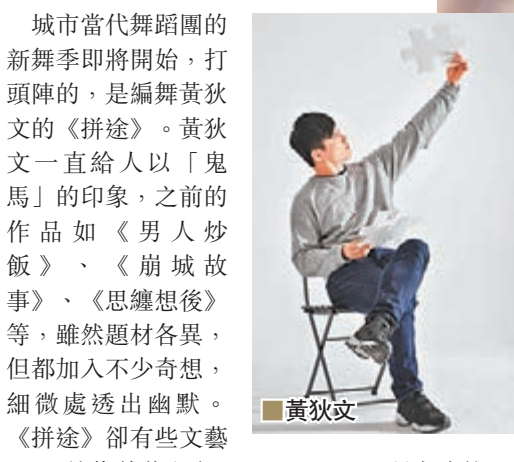 城市當代舞蹈團的
新舞季即將開始，打
頭陣的，是編舞黃狄
文的《拼途》。黃狄
文一直給人以「鬼
馬」的印象，之前的
作品如《男人炒
飯》、《崩城故
事》、《思纏想後》
等，雖然題材各異，
但都加入不少奇想，
細微處透出幽默。
《拼途》卻有些文藝
■黃狄文